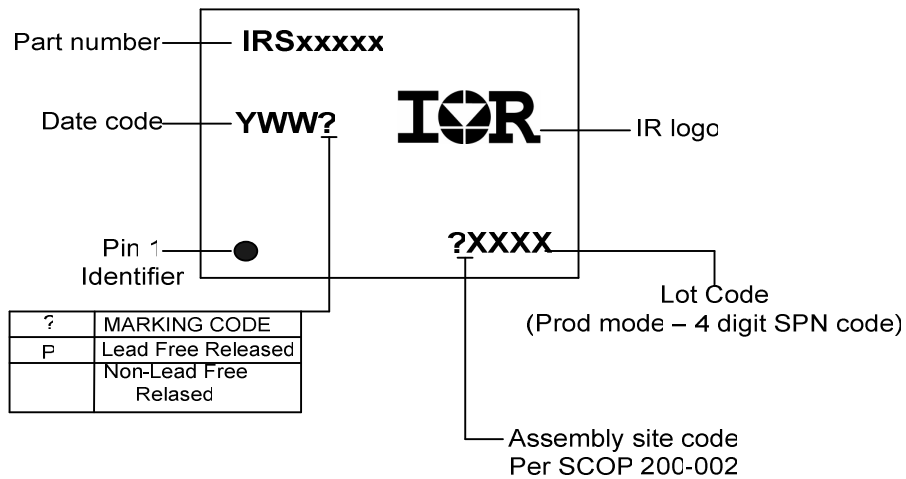 Part number
IRSxxxxx
Date code
YWW?
IOR
IR logo
Pin 1
Identifier
?XXXX
Lot Code
(Prod mode – 4 digit SPN code)
? MARKING CODE
P Lead Free Released
Non-Lead Free
Relased
Assembly site code
Per SCOP 200-002